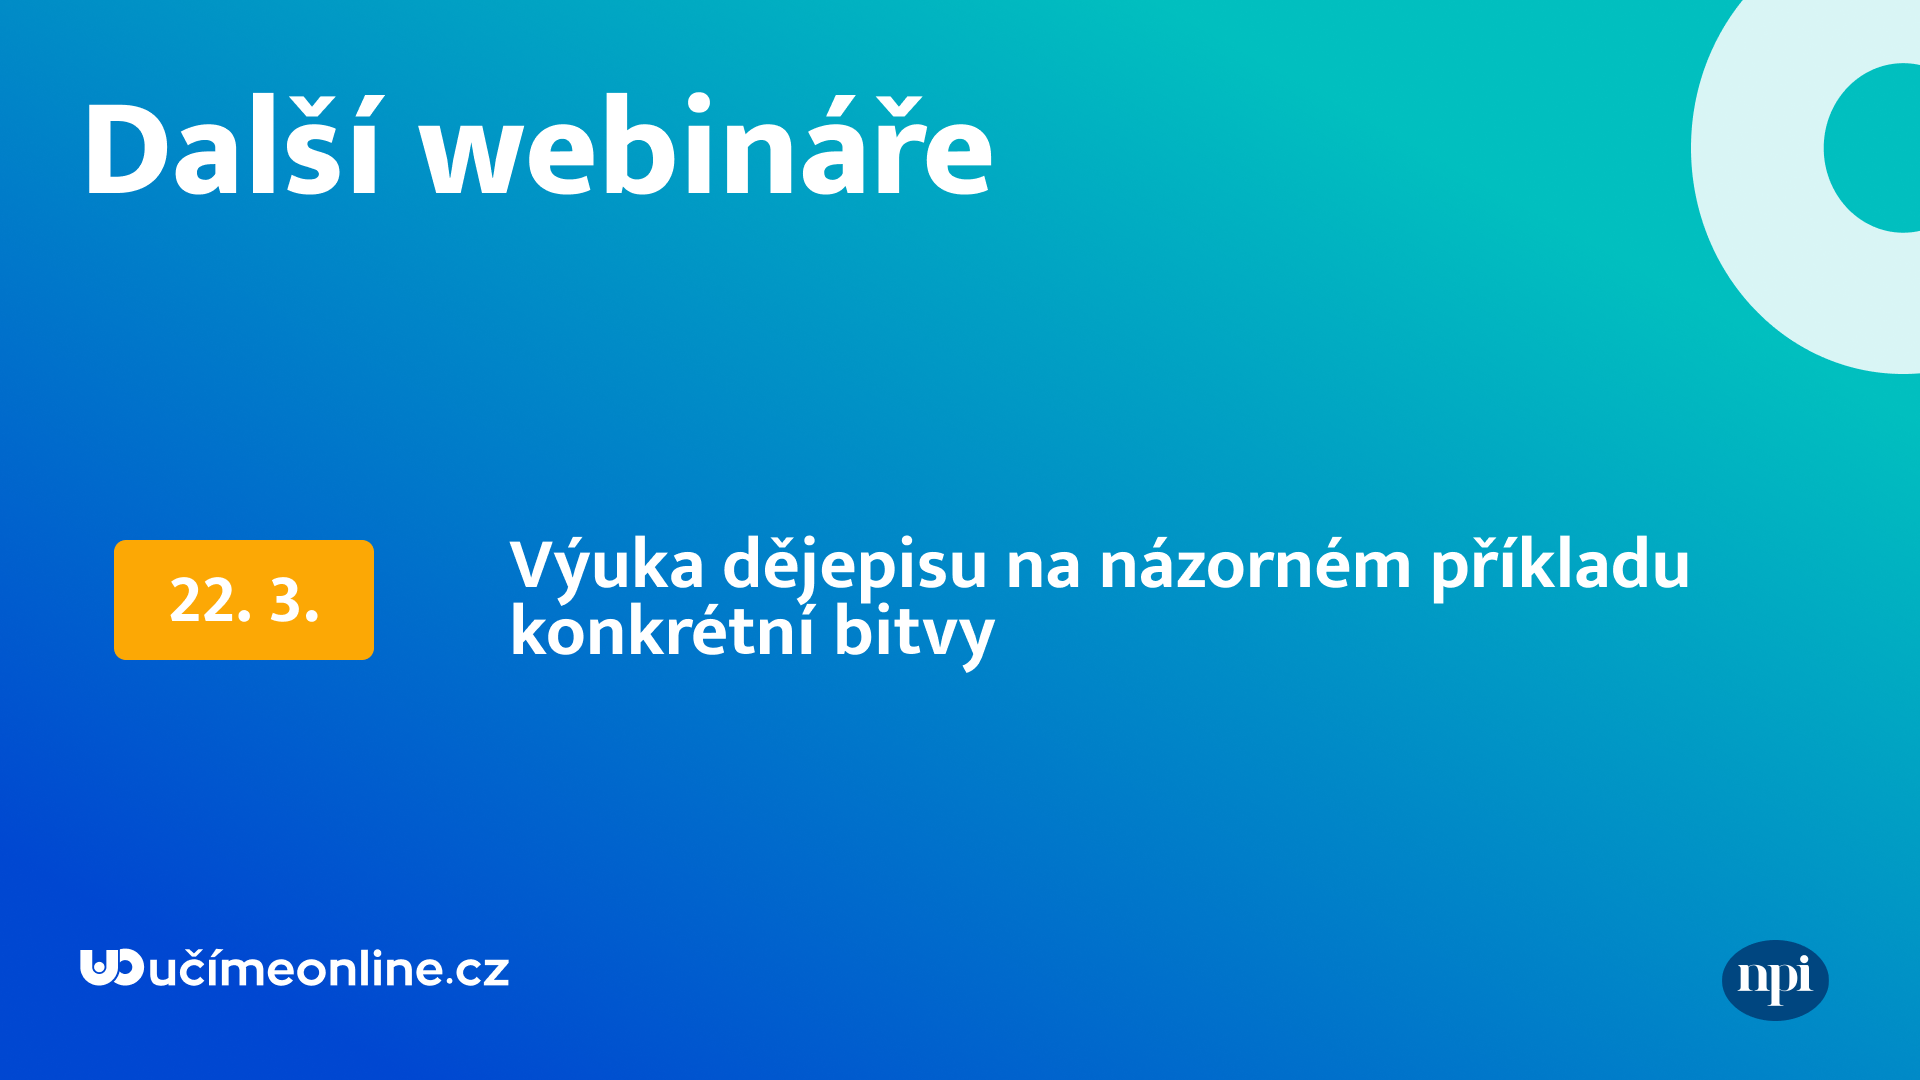 Další webináře
22. 3.
Výuka dějepisu na názorném příkladu
konkrétní bitvy
učímeonline.cz
npi